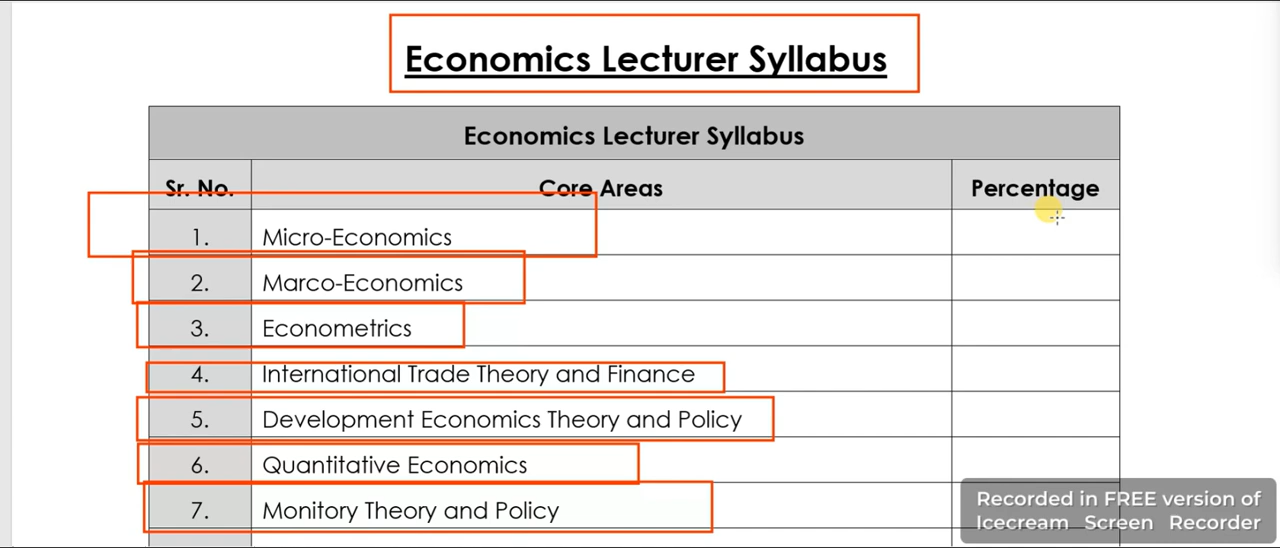 Economics Lecturer Syllabus
Economics Lecturer Syllabus
Sr. No. Core Areas Percentage
1. Micro-Economics
2. Marco-Economics
3. Econometrics
4. International Trade Theory and Finance
5. Development Economics Theory and Policy
6. Quantitative Economics
7. Monitory Theory and Policy
Recorded in FREE version of
Icecream Screen Recorder